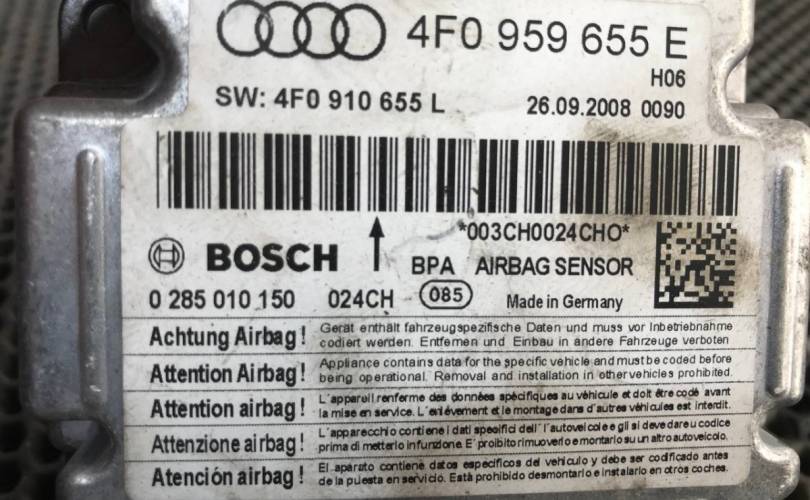 4F0 959 655 E
H06
SW: 4F0 910 655 L
26.09.2008 0090
*003CH0024CH0*
BOSCH
BPA AIRBAG SENSOR
0 285 010 150 024CH 085 Made in Germany
Achtung Airbag! Gerät enthält fahrzeugspezifische Daten und muss vor Inbetriebnahme
codiert werden. Entfernen und Einbau in andere Fahrzeuge verboten
Attention Airbag! Appliance contains data for the specific vehicle and must be coded before
being operational. Removal and installation in other vehicles prohibited.
Attention airbag! L'appareil renferme des données spécifiques au véhicule et doit être codé avant
la mise en service. L'enlèvement et le montage dans d'autres véhicules est interdit.
Attenzione airbag! L'apparecchio contiene i dati specifici dell' l'autoveicolo e gli si deve dare u codice
prima di metterlo in funzione. E' proibito rimuoverlo e montarlo su un altro autoveicolo.
Atención airbag! El aparato contiene datos específicos del vehículo y debe ser codificado antes
de la puesta en servicio. Está prohibido desmontarlo e instalarlo en otros coches.